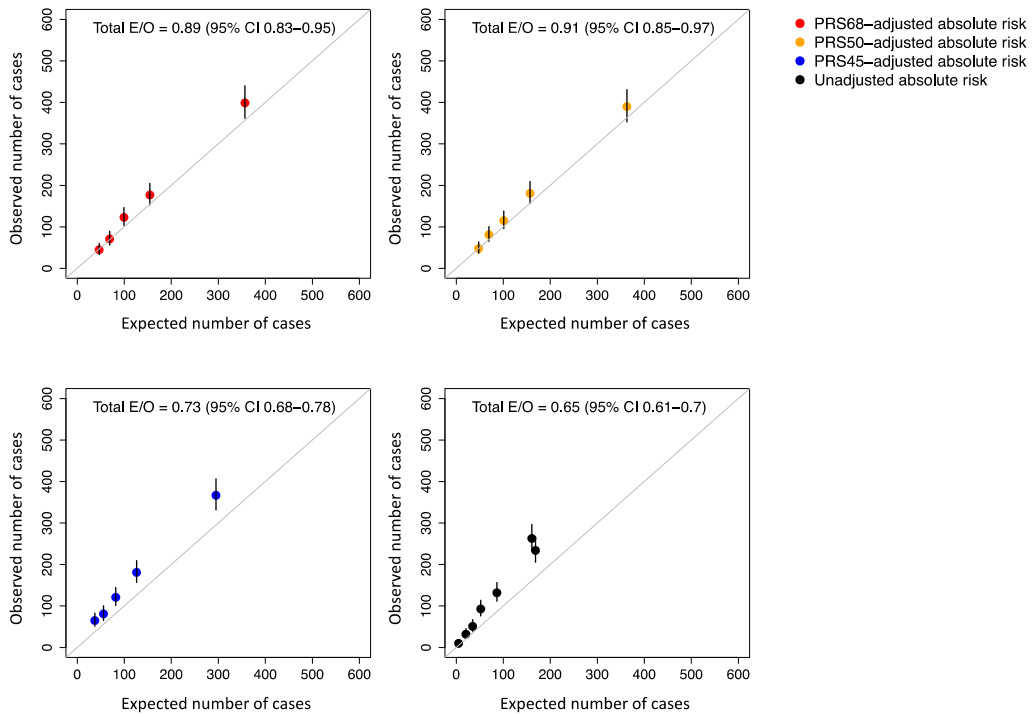 Total E/O = 0.89 (95% CI 0.83−0.95)
Observed number of cases
600
500
400
300
200
100
0
0 100 200 300 400 500 600
Expected number of cases
Total E/O = 0.91 (95% CI 0.85−0.97)
Observed number of cases
600
500
400
300
200
100
0
0 100 200 300 400 500 600
Expected number of cases
PRS68−adjusted absolute risk
PRS50−adjusted absolute risk
PRS45−adjusted absolute risk
Unadjusted absolute risk
Total E/O = 0.73 (95% CI 0.68−0.78)
Observed number of cases
600
500
400
300
200
100
0
0 100 200 300 400 500 600
Expected number of cases
Total E/O = 0.65 (95% CI 0.61−0.7)
Observed number of cases
600
500
400
300
200
100
0
0 100 200 300 400 500 600
Expected number of cases